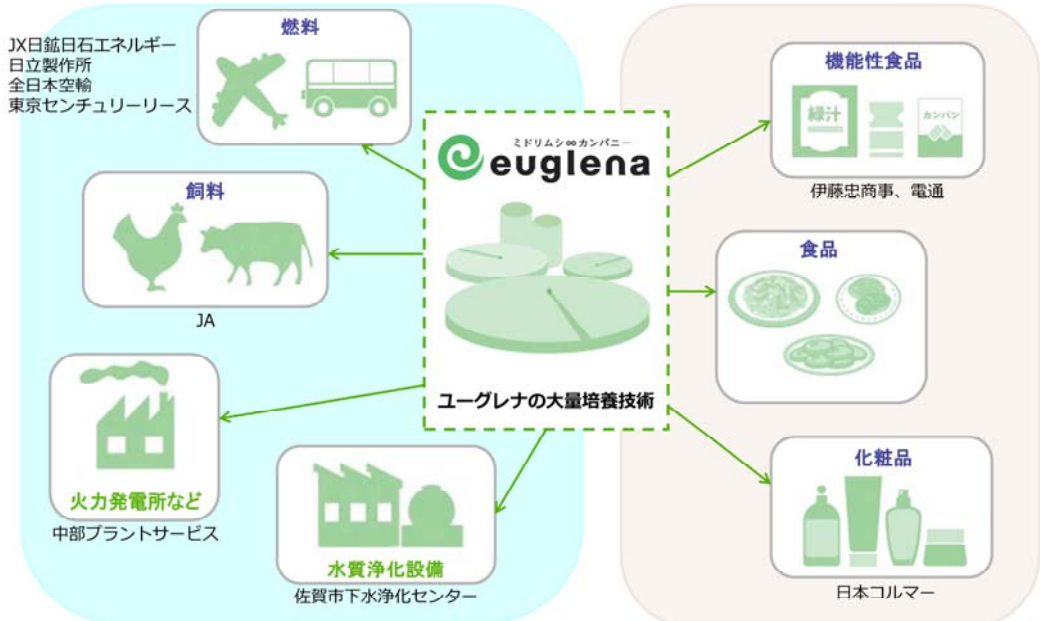 燃料
JX日鉱日石エネルギー
日立製作所
全日本空輸
東京センチュリーリース
飼料
JA
火力発電所など
中部プラントサービス
水質浄化設備
佐賀市下水浄化センター
ミドリムシ∞カンパニー
euglena
ユーグレナの大量培養技術
機能性食品
緑汁
カンパン
伊藤忠商事、電通
食品
化粧品
日本コルマー